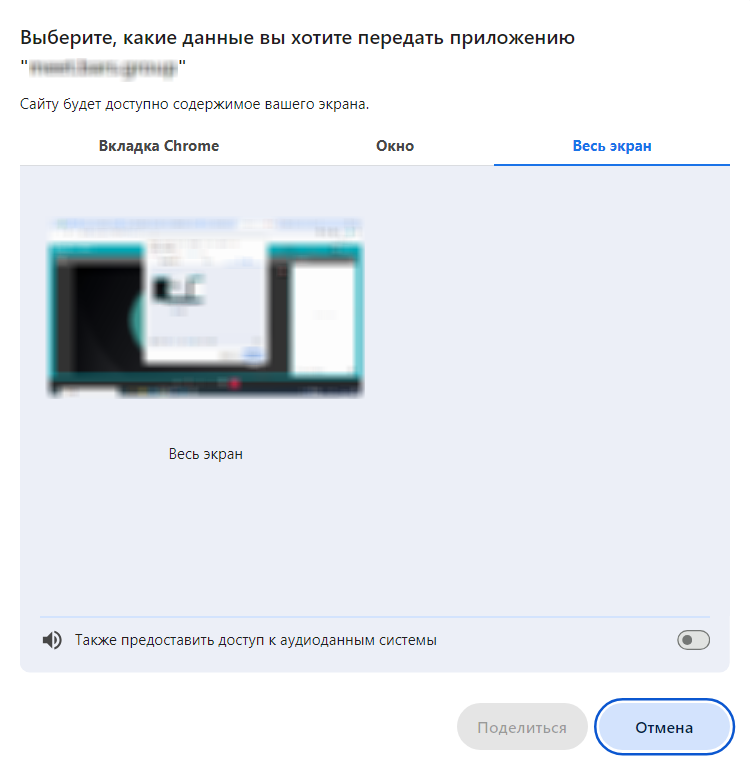 Выберите, какие данные вы хотите передать приложению
" "
Сайту будет доступно содержимое вашего экрана.
Вкладка Chrome
Окно
Весь экран
Весь экран
Также предоставить доступ к аудиоданным системы
Поделиться
Отмена